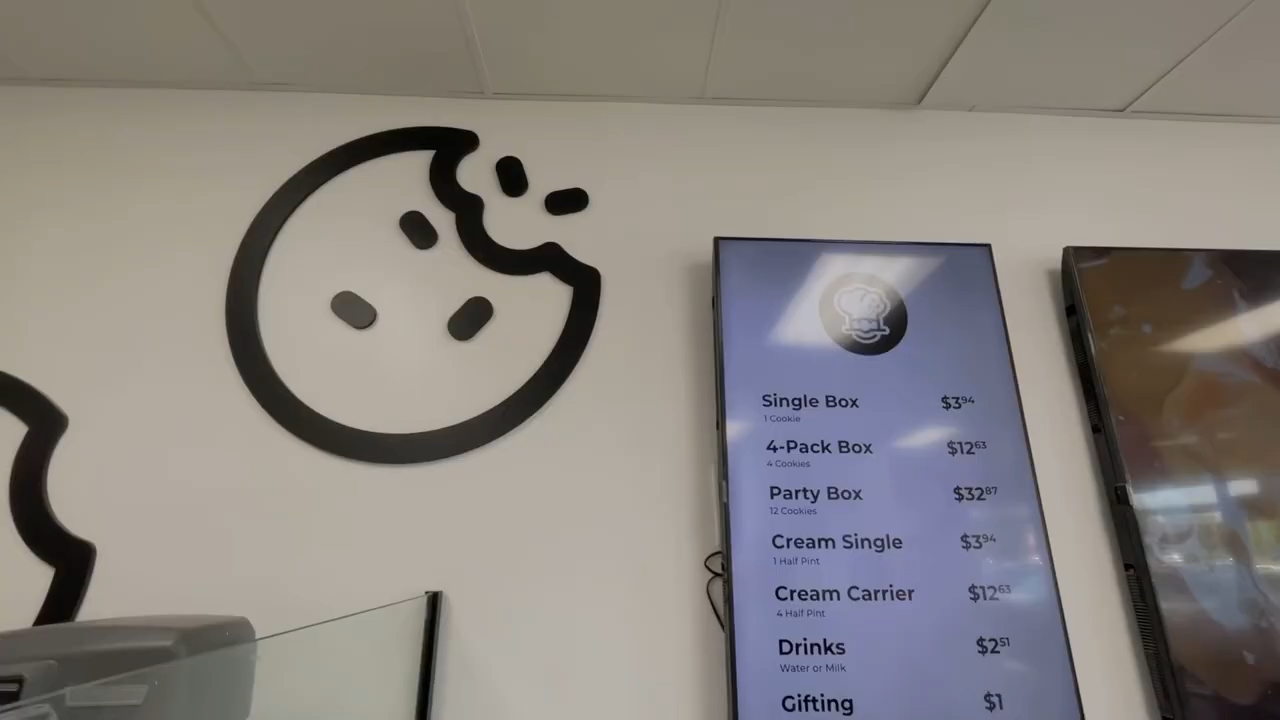 Single Box $3.94
1 Cookie
4-Pack Box $12.63
4 Cookies
Party Box $32.87
12 Cookies
Cream Single $3.94
1 Half Pint
Cream Carrier $12.63
4 Half Pint
Drinks $2.51
Water or Milk
Gifting $1